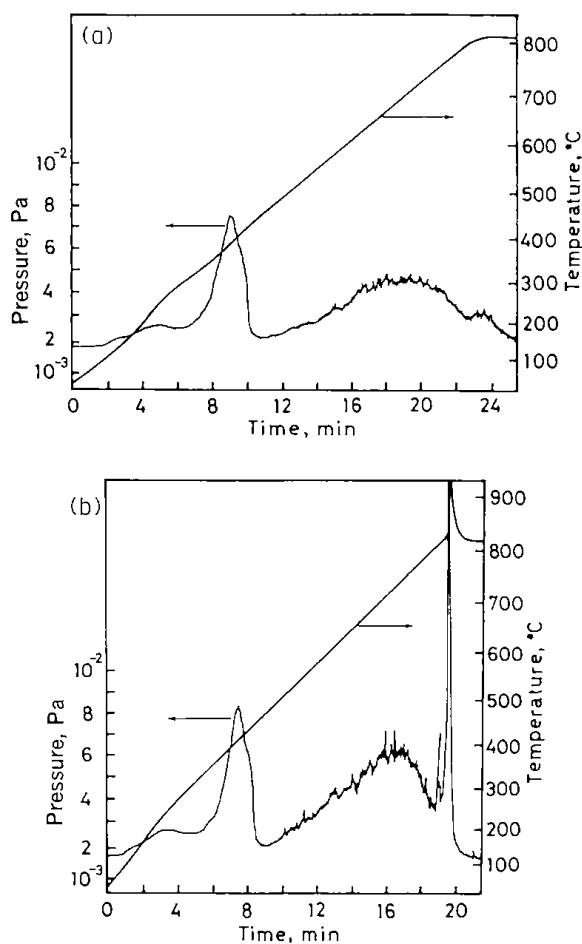 (a)
Pressure, Pa
10⁻²
8
6
4
2
10⁻³
800
700
600
500
400
300
200
100
Temperature, °C
0 4 8 12 16 20 24
Time, min
(b)
Pressure, Pa
10⁻²
8
6
4
2
10⁻³
900
800
700
600
500
400
300
200
100
Temperature, °C
0 4 8 12 16 20
Time, min